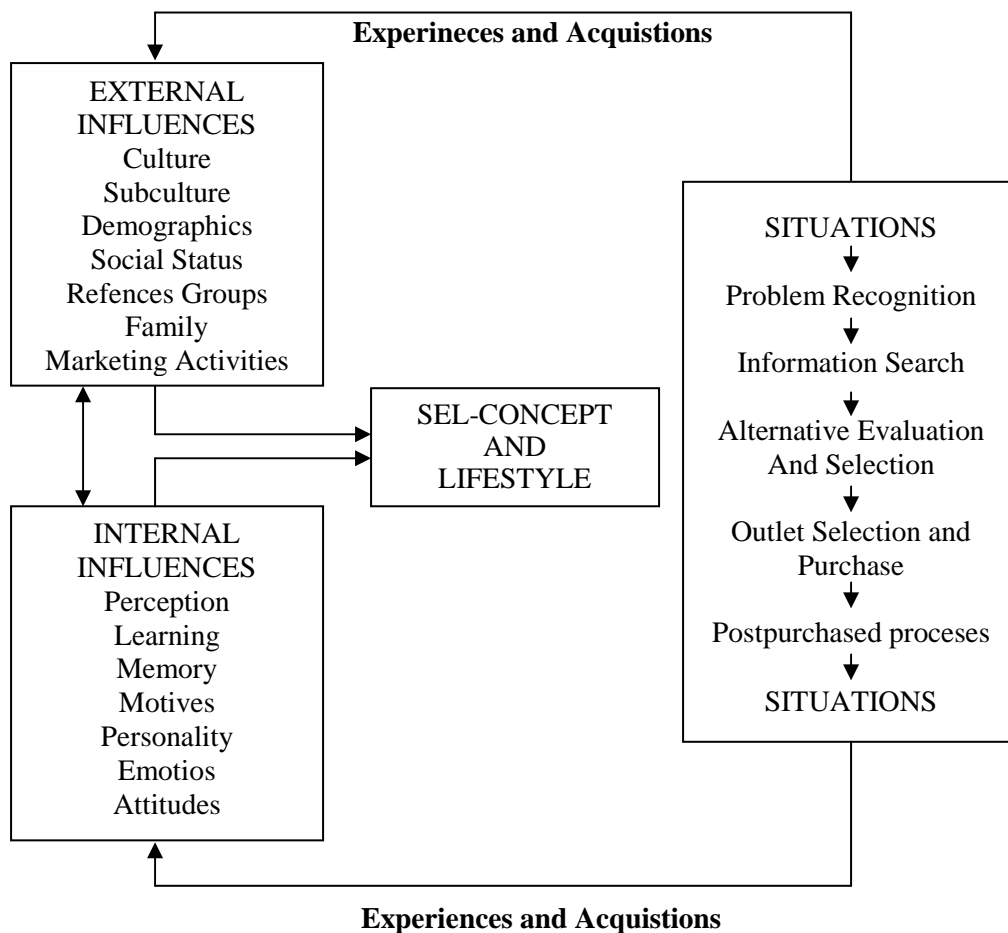 Experineces and Acquistions
EXTERNAL
INFLUENCES
Culture
Subculture
Demographics
Social Status
Refences Groups
Family
Marketing Activities
SEL-CONCEPT
AND
LIFESTYLE
INTERNAL
INFLUENCES
Perception
Learning
Memory
Motives
Personality
Emotios
Attitudes
SITUATIONS
Problem Recognition
Information Search
Alternative Evaluation
And Selection
Outlet Selection and
Purchase
Postpurchased proceses
SITUATIONS
Experiences and Acquistions